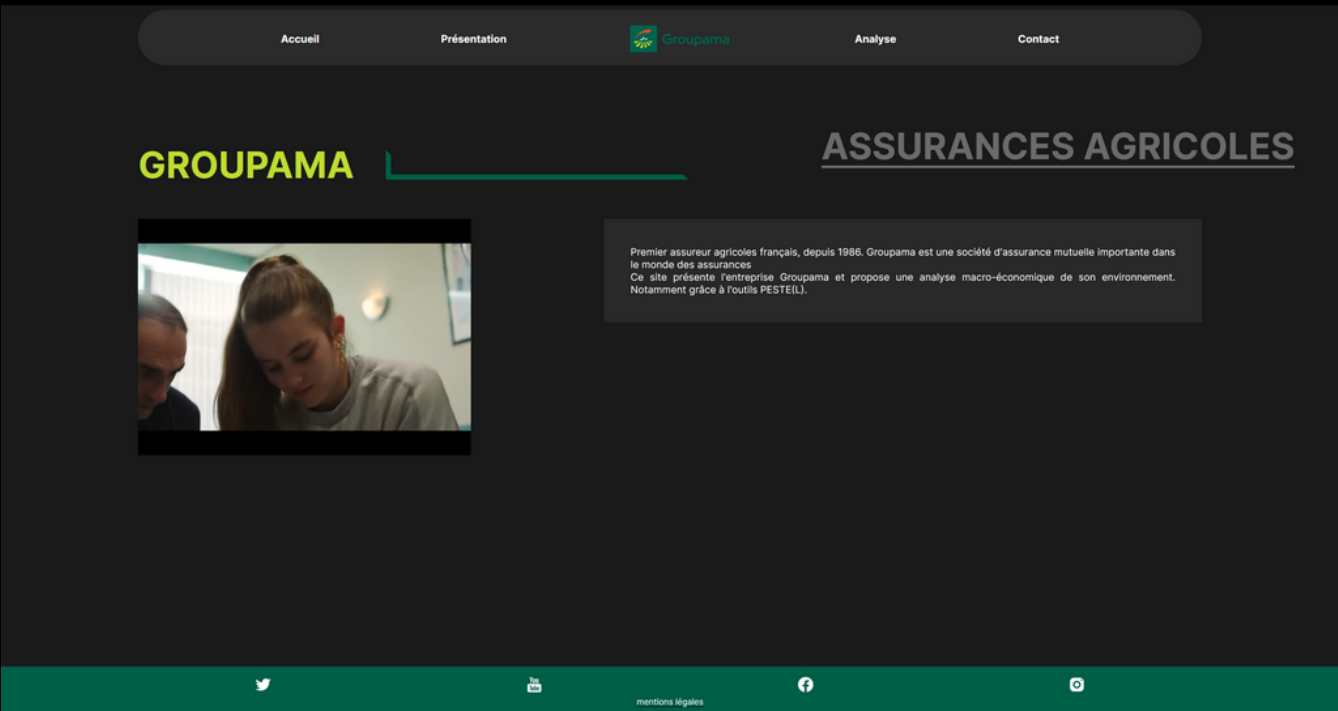 Accueil
Présentation
Groupama
Analyse
Contact
GROUPAMA
ASSURANCES AGRICOLES
Premier assureur agricoles français, depuis 1986. Groupama est une société d'assurance mutuelle importante dans
le monde des assurances
Ce site présente l'entreprise Groupama et propose une analyse macro-économique de son environnement.
Notamment grâce à l'outils PESTE(L).
You
Tube
mentions légales